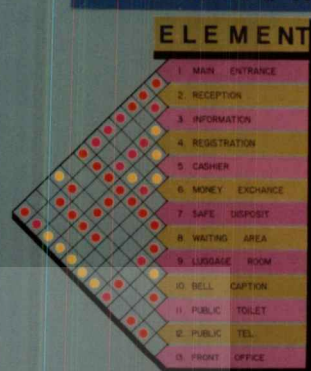 ELEMENT
1. MAIN ENTRANCE
2. RECEPTION
3. INFORMATION
4. REGISTRATION
5. CASHIER
6. MONEY EXCHANCE
7. SAFE DISPOSIT
8. WAITING AREA
9. LUGGAGE ROOM
10. BELL CAPTION
11. PUBLIC TOILET
12. PUBLIC TEL.
13. FRONT OFFICE